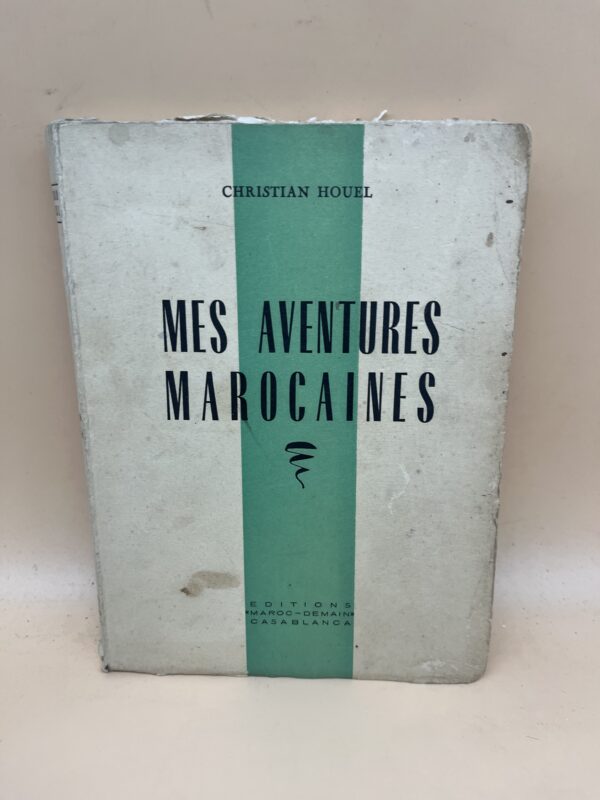 CHRISTIAN HOUEL
MES AVENTURES
MAROCAINES
EDITIONS
«MAROC-DEMAIN»
CASABLANCA